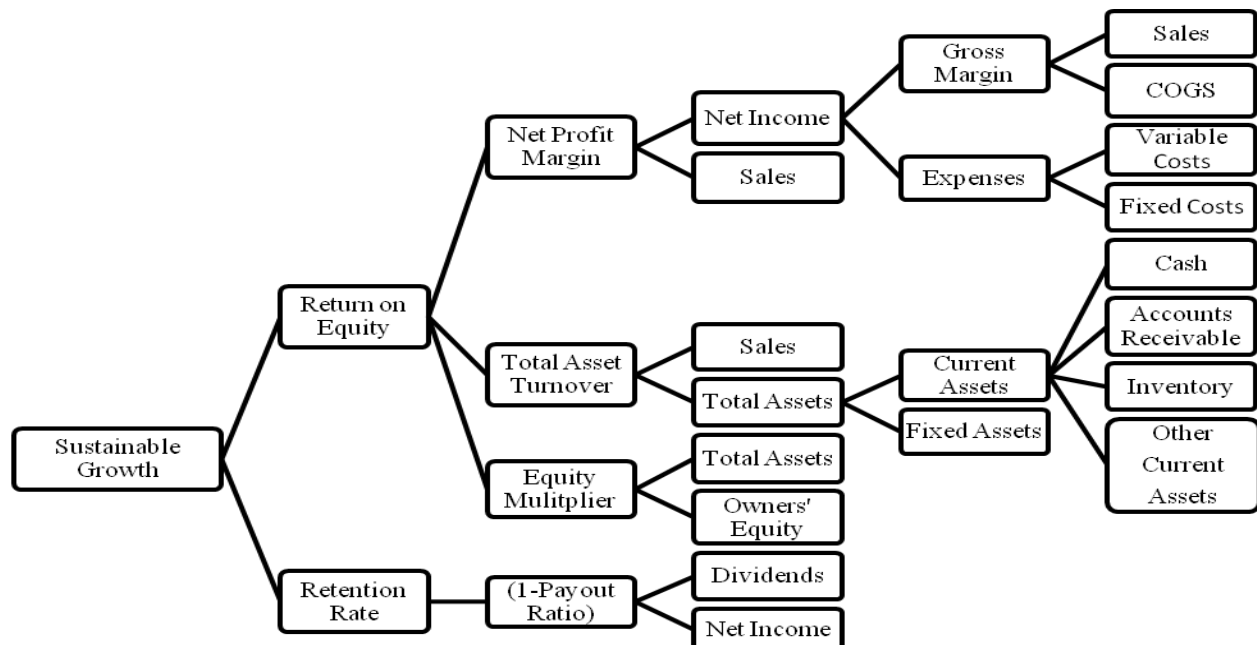 Sales
Gross
Margin
COGS
Net Income
Net Profit
Margin
Sales
Variable
Costs
Expenses
Fixed Costs
Cash
Return on
Equity
Accounts
Receivable
Sales
Total Asset
Turnover
Current
Assets
Inventory
Total Assets
Fixed Assets
Other
Current
Assets
Sustainable
Growth
Total Assets
Equity
Mulitplier
Owners'
Equity
Dividends
Retention
Rate
(1-Payout
Ratio)
Net Income